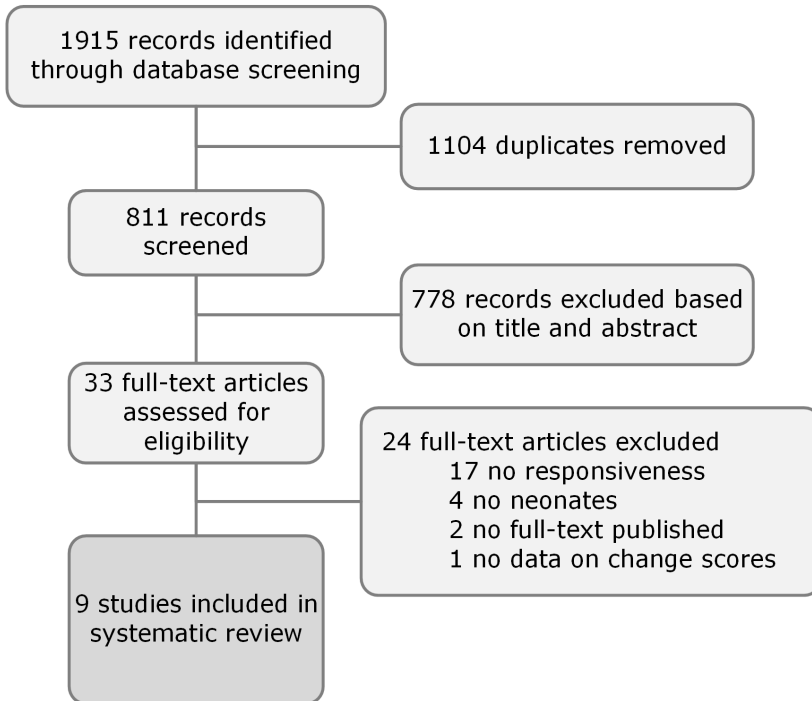 1915 records identified
through database screening
1104 duplicates removed
811 records
screened
778 records excluded based
on title and abstract
33 full-text articles
assessed for
eligibility
24 full-text articles excluded
17 no responsiveness
4 no neonates
2 no full-text published
1 no data on change scores
9 studies included in
systematic review